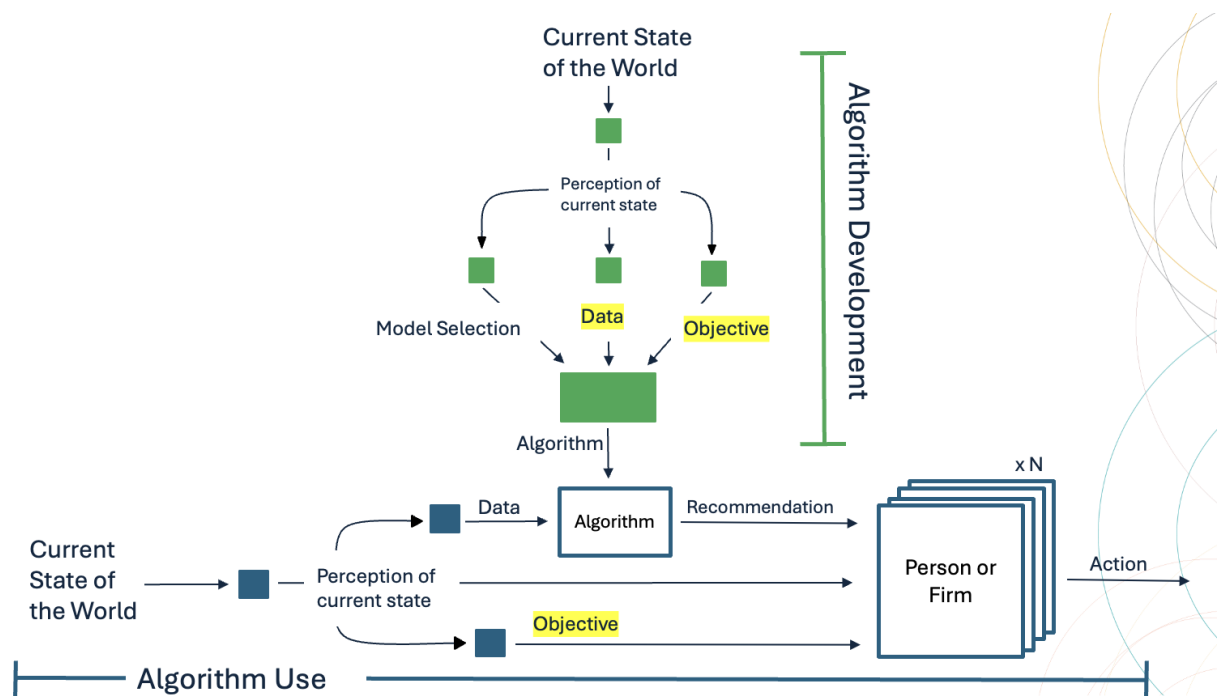 Current State
of the World
Algorithm Development
Perception of
current state
Model Selection
Data
Objective
Algorithm
x N
Data
Algorithm
Recommendation
Current
State of
the World
Perception of
current state
Person or
Firm
Action
Objective
Algorithm Use